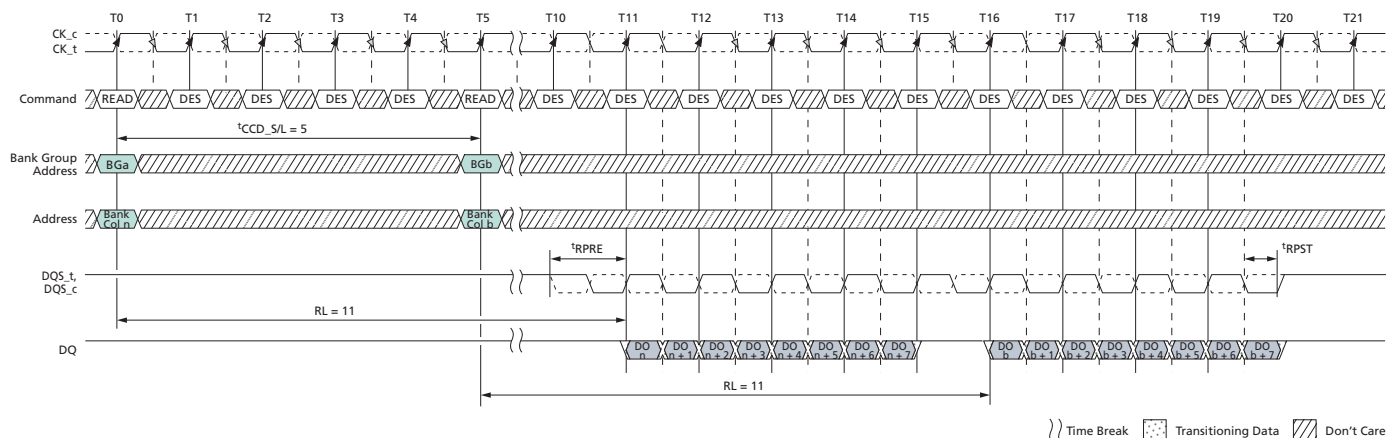 T0 T1 T2 T3 T4 T5 T10 T11 T12 T13 T14 T15 T16 T17 T18 T19 T20 T21
CK_c
CK_t
Command READ DES DES DES DES READ DES DES DES DES DES DES DES DES DES DES DES DES
tCCD_S/L = 5
Bank Group
Address
BGa BGb
Address
Bank
Col n
Bank
Col b
tRPRE tRPST
DQS_t,
DQS_c
RL = 11
DQ
DO
n
DO
n + 1
DO
n + 2
DO
n + 3
DO
n + 4
DO
n + 5
DO
n + 6
DO
n + 7
DO
b
DO
b + 1
DO
b + 2
DO
b + 3
DO
b + 4
DO
b + 5
DO
b + 6
DO
b + 7
RL = 11
Time Break Transitioning Data Don't Care